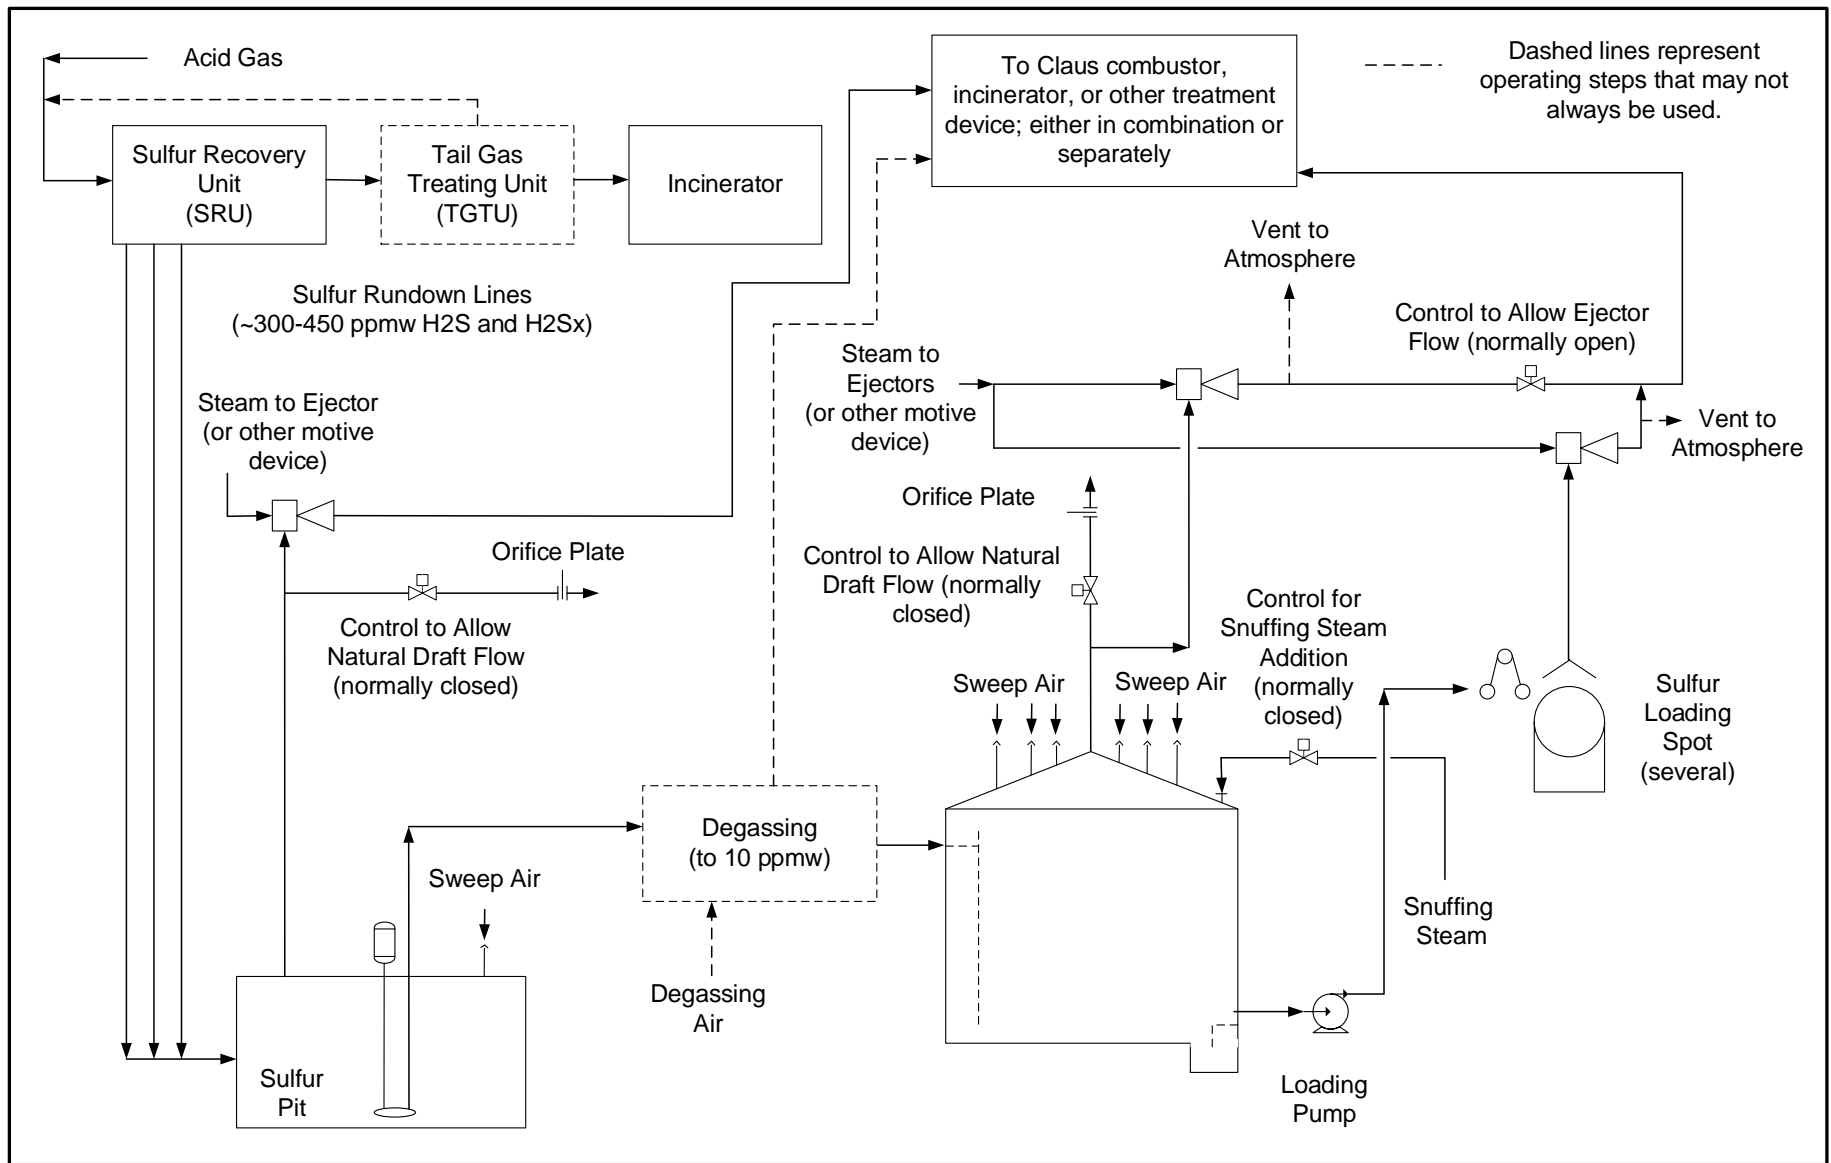 Acid Gas
To Claus combustor,
incinerator, or other treatment
device; either in combination or
separately
Dashed lines represent
operating steps that may not
always be used.
Sulfur Recovery
Unit
(SRU)
Tail Gas
Treating Unit
(TGTU)
Incinerator
Vent to
Atmosphere
Sulfur Rundown Lines
(~300-450 ppmw H2S and H2Sx)
Control to Allow Ejector
Flow (normally open)
Steam to
Ejectors
(or other motive
device)
Steam to Ejector
(or other motive
device)
Vent to
Atmosphere
Orifice Plate
Orifice Plate
Control to Allow Natural
Draft Flow (normally
closed)
Control to Allow
Natural Draft Flow
(normally closed)
Control for
Snuffing Steam
Addition
(normally
closed)
Sweep Air
Sweep Air
Sulfur
Loading
Spot
(several)
Degassing
(to 10 ppmw)
Sweep Air
Snuffing
Steam
Degassing
Air
Sulfur
Pit
Loading
Pump